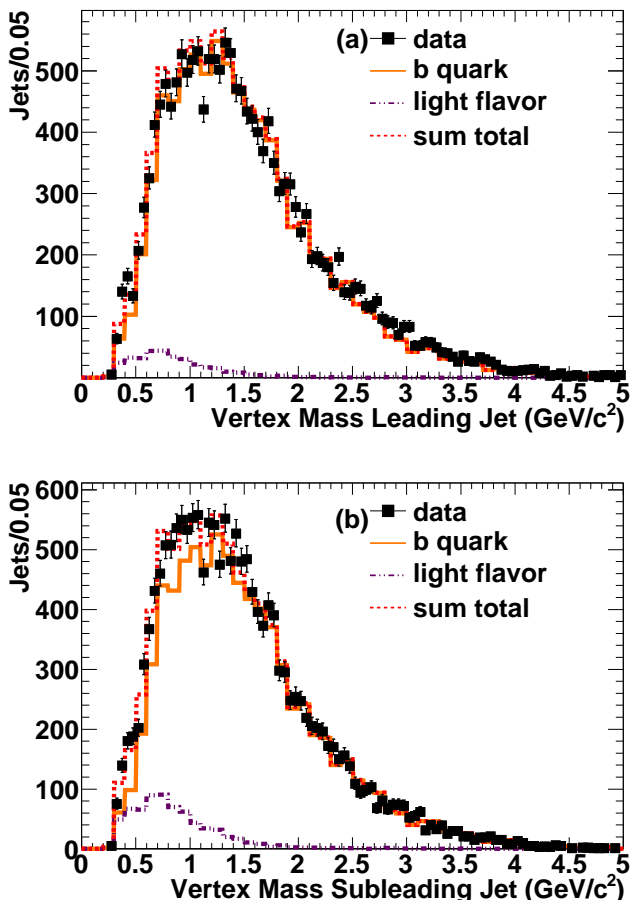 Jets/0.05
500
400
300
200
100
(a)
data
b quark
light flavor
sum total
0 0.5 1 1.5 2 2.5 3 3.5 4 4.5 5
Vertex Mass Leading Jet (GeV/c²)
Jets/0.05
600
500
400
300
200
100
0
(b)
data
b quark
light flavor
sum total
0 0.5 1 1.5 2 2.5 3 3.5 4 4.5 5
Vertex Mass Subleading Jet (GeV/c²)